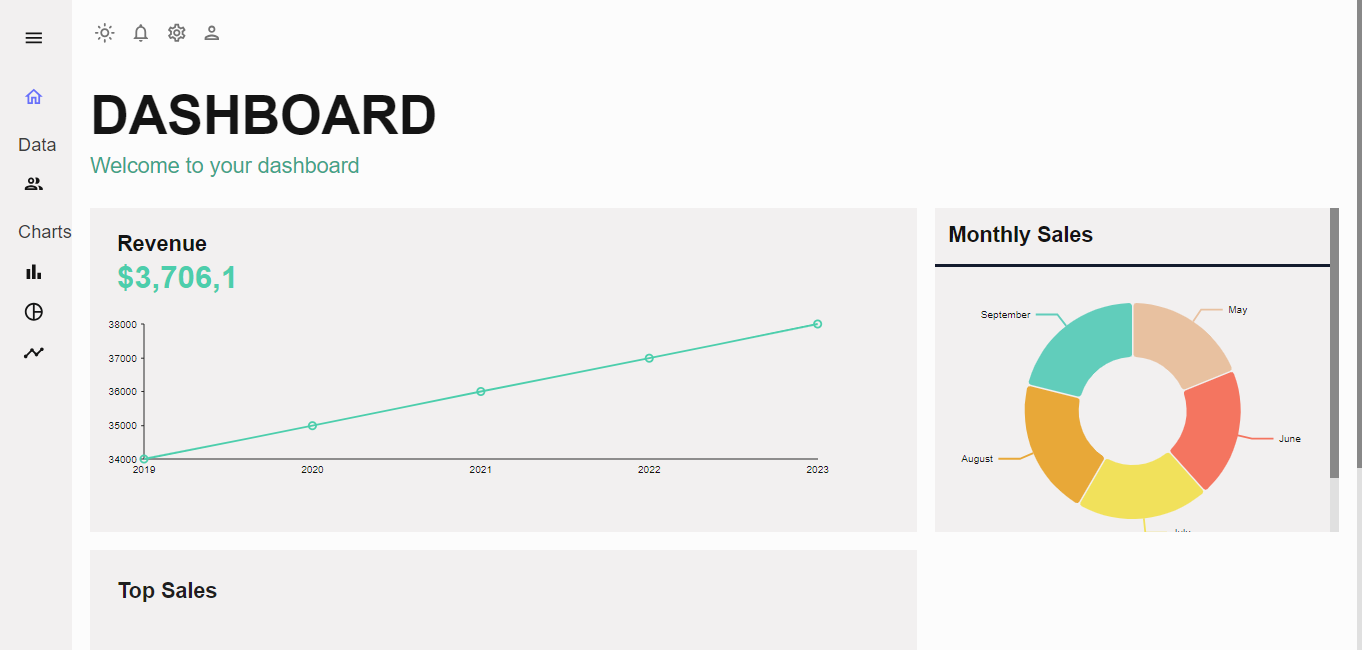 DASHBOARD
Welcome to your dashboard
Data
Charts
Revenue
$3,706,1
38000
37000
36000
35000
34000
2019 2020 2021 2022 2023
Monthly Sales
September
May
June
August
July
Top Sales